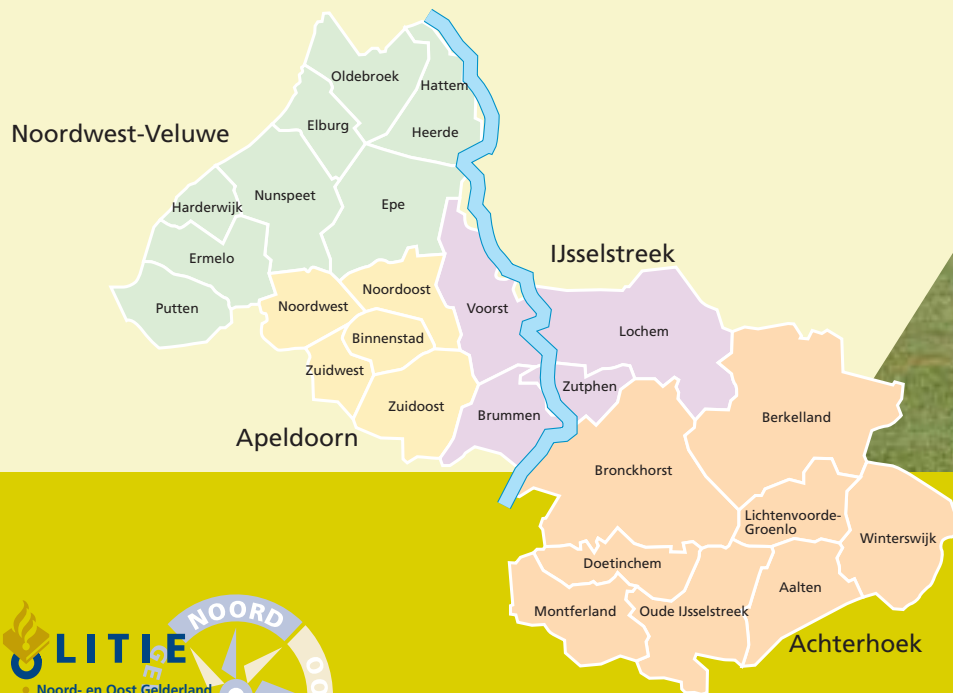 Oldebroek
Hattem
Elburg
Heerde
Noordwest-Veluwe
Nunspeet
Epe
Harderwijk
Ermelo
IJsselstreek
Noordoost
Noordwest
Voorst
Putten
Lochem
Binnenstad
Zuidwest
Zutphen
Zuidoost
Brummen
Berkelland
Apeldoorn
Bronckhorst
Lichtenvoorde-
Groenlo
Winterswijk
Doetinchem
Aalten
Montferland
Oude IJsselstreek
Achterhoek
NOORD
OO
GE
LITIE
Noord- en Oost Gelderland